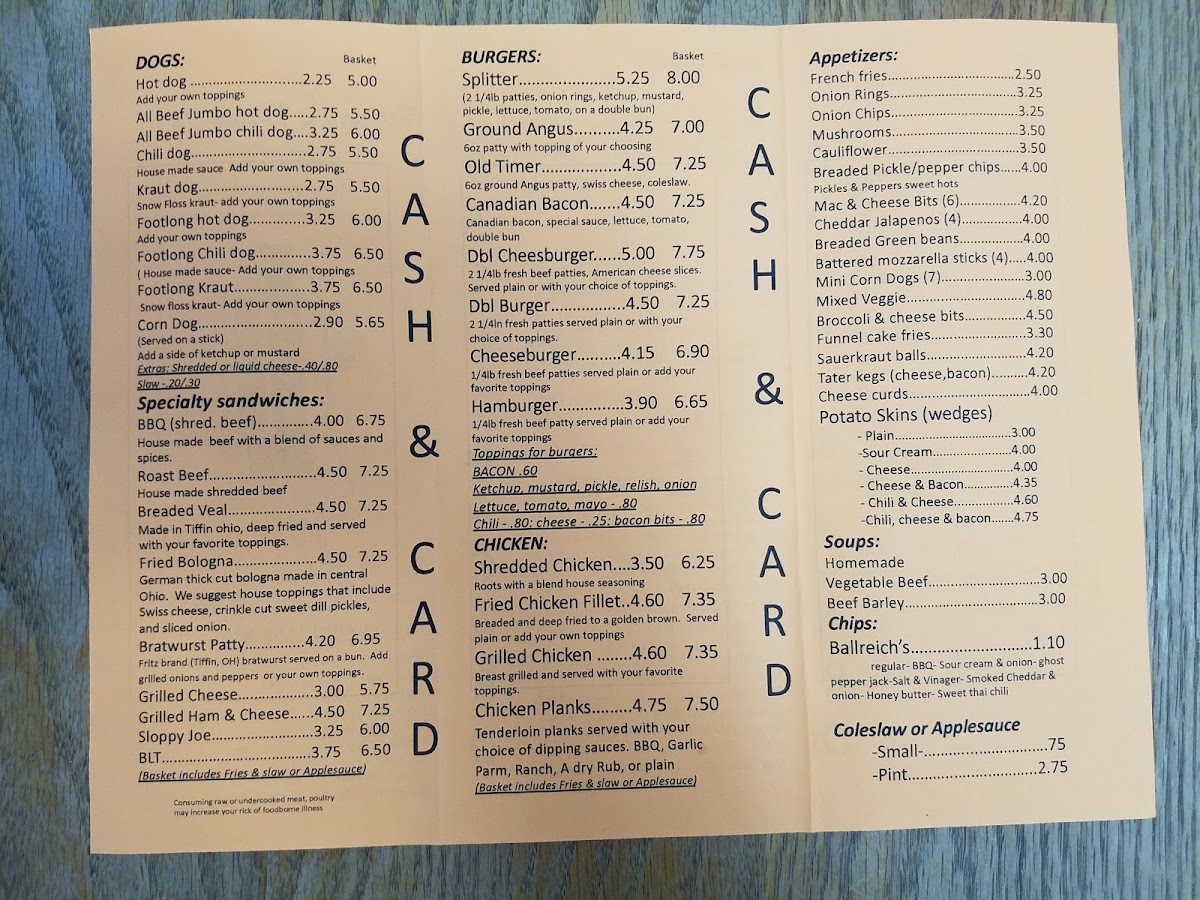 DOGS: Basket
Hot dog ............................2.25 5.00
Add your own toppings
All Beef Jumbo hot dog.....2.75 5.50
All Beef Jumbo chili dog....3.25 6.00
Chili dog............................2.75 5.50
House made sauce Add your own toppings
Kraut dog...........................2.75 5.50
Snow Floss kraut- add your own toppings
Footlong hot dog..............3.25 6.00
Add your own toppings
Footlong Chili dog..............3.75 6.50
( House made sauce- Add your own toppings
Footlong Kraut...................3.75 6.50
Snow floss kraut- Add your own toppings
Corn Dog.............................2.90 5.65
(Served on a stick)
Add a side of ketchup or mustard
Extras: Shredded or liquid cheese-.40/.80
Slaw -.20/.30
Specialty sandwiches:
BBQ (shred. beef)..............4.00 6.75
House made beef with a blend of sauces and
spices.
Roast Beef...........................4.50 7.25
House made shredded beef
Breaded Veal......................4.50 7.25
Made in Tiffin ohio, deep fried and served
with your favorite toppings.
Fried Bologna.....................4.50 7.25
German thick cut bologna made in central
Ohio. We suggest house toppings that include
Swiss cheese, crinkle cut sweet dill pickles,
and sliced onion.
Bratwurst Patty...............4.20 6.95
Fritz brand (Tiffin, OH) bratwurst served on a bun. Add
grilled onions and peppers or your own toppings.
Grilled Cheese...................3.00 5.75
Grilled Ham & Cheese......4.50 7.25
Sloppy Joe..........................3.25 6.00
BLT......................................3.75 6.50
(Basket includes Fries & slaw or Applesauce)
Consuming raw or undercooked meat, poultry
may increase your rick of foodborne illness
C
A
S
H
&
C
A
R
D
BURGERS: Basket
Splitter.....................5.25 8.00
(2 1/4lb patties, onion rings, ketchup, mustard,
pickle, lettuce, tomato, on a double bun)
Ground Angus..........4.25 7.00
6oz patty with topping of your choosing
Old Timer.................4.50 7.25
6oz ground Angus patty, swiss cheese, coleslaw.
Canadian Bacon.......4.50 7.25
Canadian bacon, special sauce, lettuce, tomato,
double bun
Dbl Cheesburger......5.00 7.75
2 1/4lb fresh beef patties, American cheese slices.
Served plain or with your choice of toppings.
Dbl Burger................4.50 7.25
2 1/4ln fresh patties served plain or with your
choice of toppings.
Cheeseburger..........4.15 6.90
1/4lb fresh beef patties served plain or add your
favorite toppings
Hamburger..............3.90 6.65
1/4lb fresh beef patty served plain or add your
favorite toppings
Toppings for burgers:
BACON .60
Ketchup, mustard, pickle, relish, onion
Lettuce, tomato, mayo - .80
Chili - .80: cheese - .25: bacon bits - .80
CHICKEN:
Shredded Chicken....3.50 6.25
Roots with a blend house seasoning
Fried Chicken Fillet..4.60 7.35
Breaded and deep fried to a golden brown. Served
plain or add your own toppings
Grilled Chicken ........4.60 7.35
Breast grilled and served with your favorite
toppings.
Chicken Planks.........4.75 7.50
Tenderloin planks served with your
choice of dipping sauces. BBQ, Garlic
Parm, Ranch, A dry Rub, or plain
(Basket includes Fries & slaw or Applesauce)
C
A
S
H
&
C
A
R
D
Appetizers:
French fries...............................2.50
Onion Rings...............................3.25
Onion Chips...............................3.25
Mushrooms...............................3.50
Cauliflower................................3.50
Breaded Pickle/pepper chips.....4.00
Pickles & Peppers sweet hots
Mac & Cheese Bits (6)...................4.20
Cheddar Jalapenos (4)...................4.00
Breaded Green beans....................4.00
Battered mozzarella sticks (4).....4.00
Mini Corn Dogs (7)........................3.00
Mixed Veggie................................4.80
Broccoli & cheese bits...................4.50
Funnel cake fries...........................3.30
Sauerkraut balls............................4.20
Tater kegs (cheese,bacon)..........4.20
Cheese curds................................4.00
Potato Skins (wedges)
- Plain...................................3.00
-Sour Cream........................4.00
- Cheese................................4.00
- Cheese & Bacon...............4.35
- Chili & Cheese..................4.60
-Chili, cheese & bacon.......4.75
Soups:
Homemade
Vegetable Beef..............................3.00
Beef Barley....................................3.00
Chips:
Ballreich's..............................1.10
regular- BBQ- Sour cream & onion- ghost
pepper jack-Salt & Vinager- Smoked Cheddar &
onion- Honey butter- Sweet thai chili
Coleslaw or Applesauce
-Small-............................75
-Pint.............................2.75